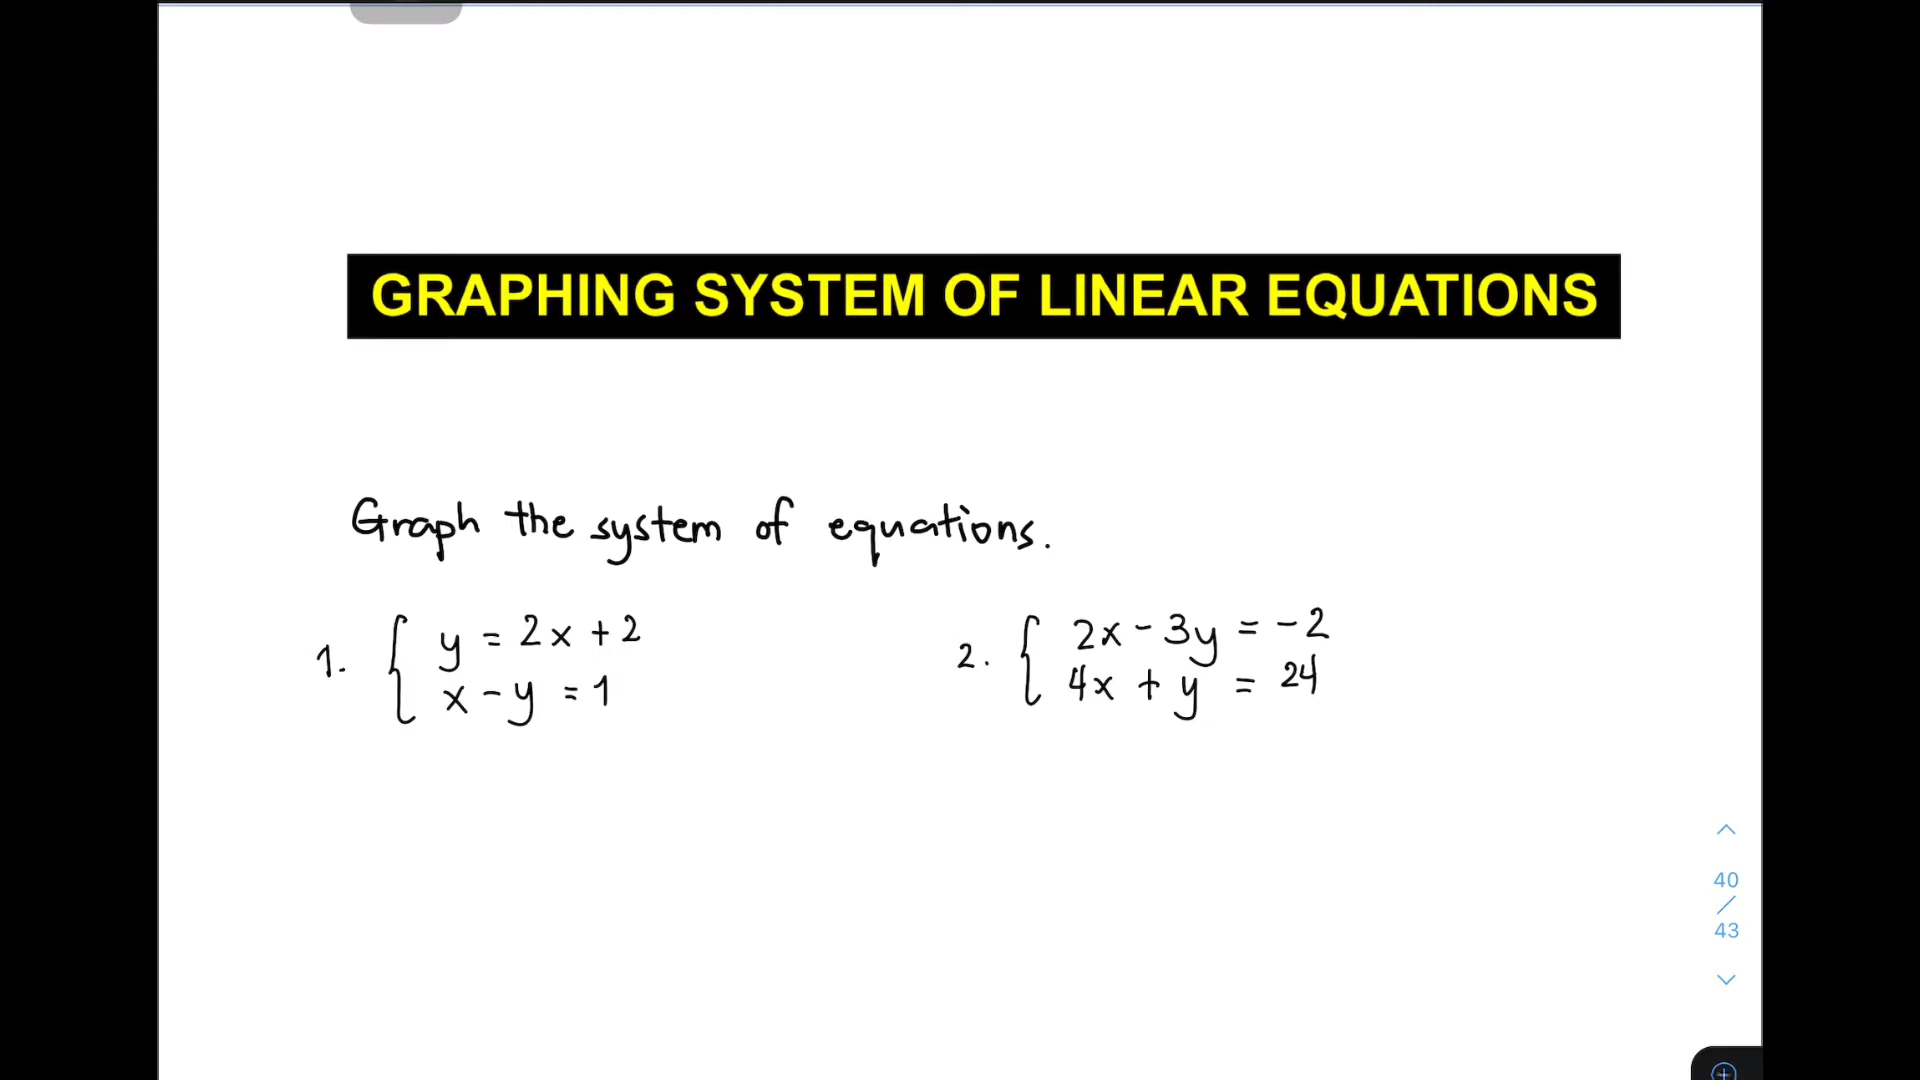 GRAPHING SYSTEM OF LINEAR EQUATIONS
Graph the system of equations.
1. { y = 2x + 2
x - y = 1
2. { 2x - 3y = -2
4x + y = 24
40
/
43